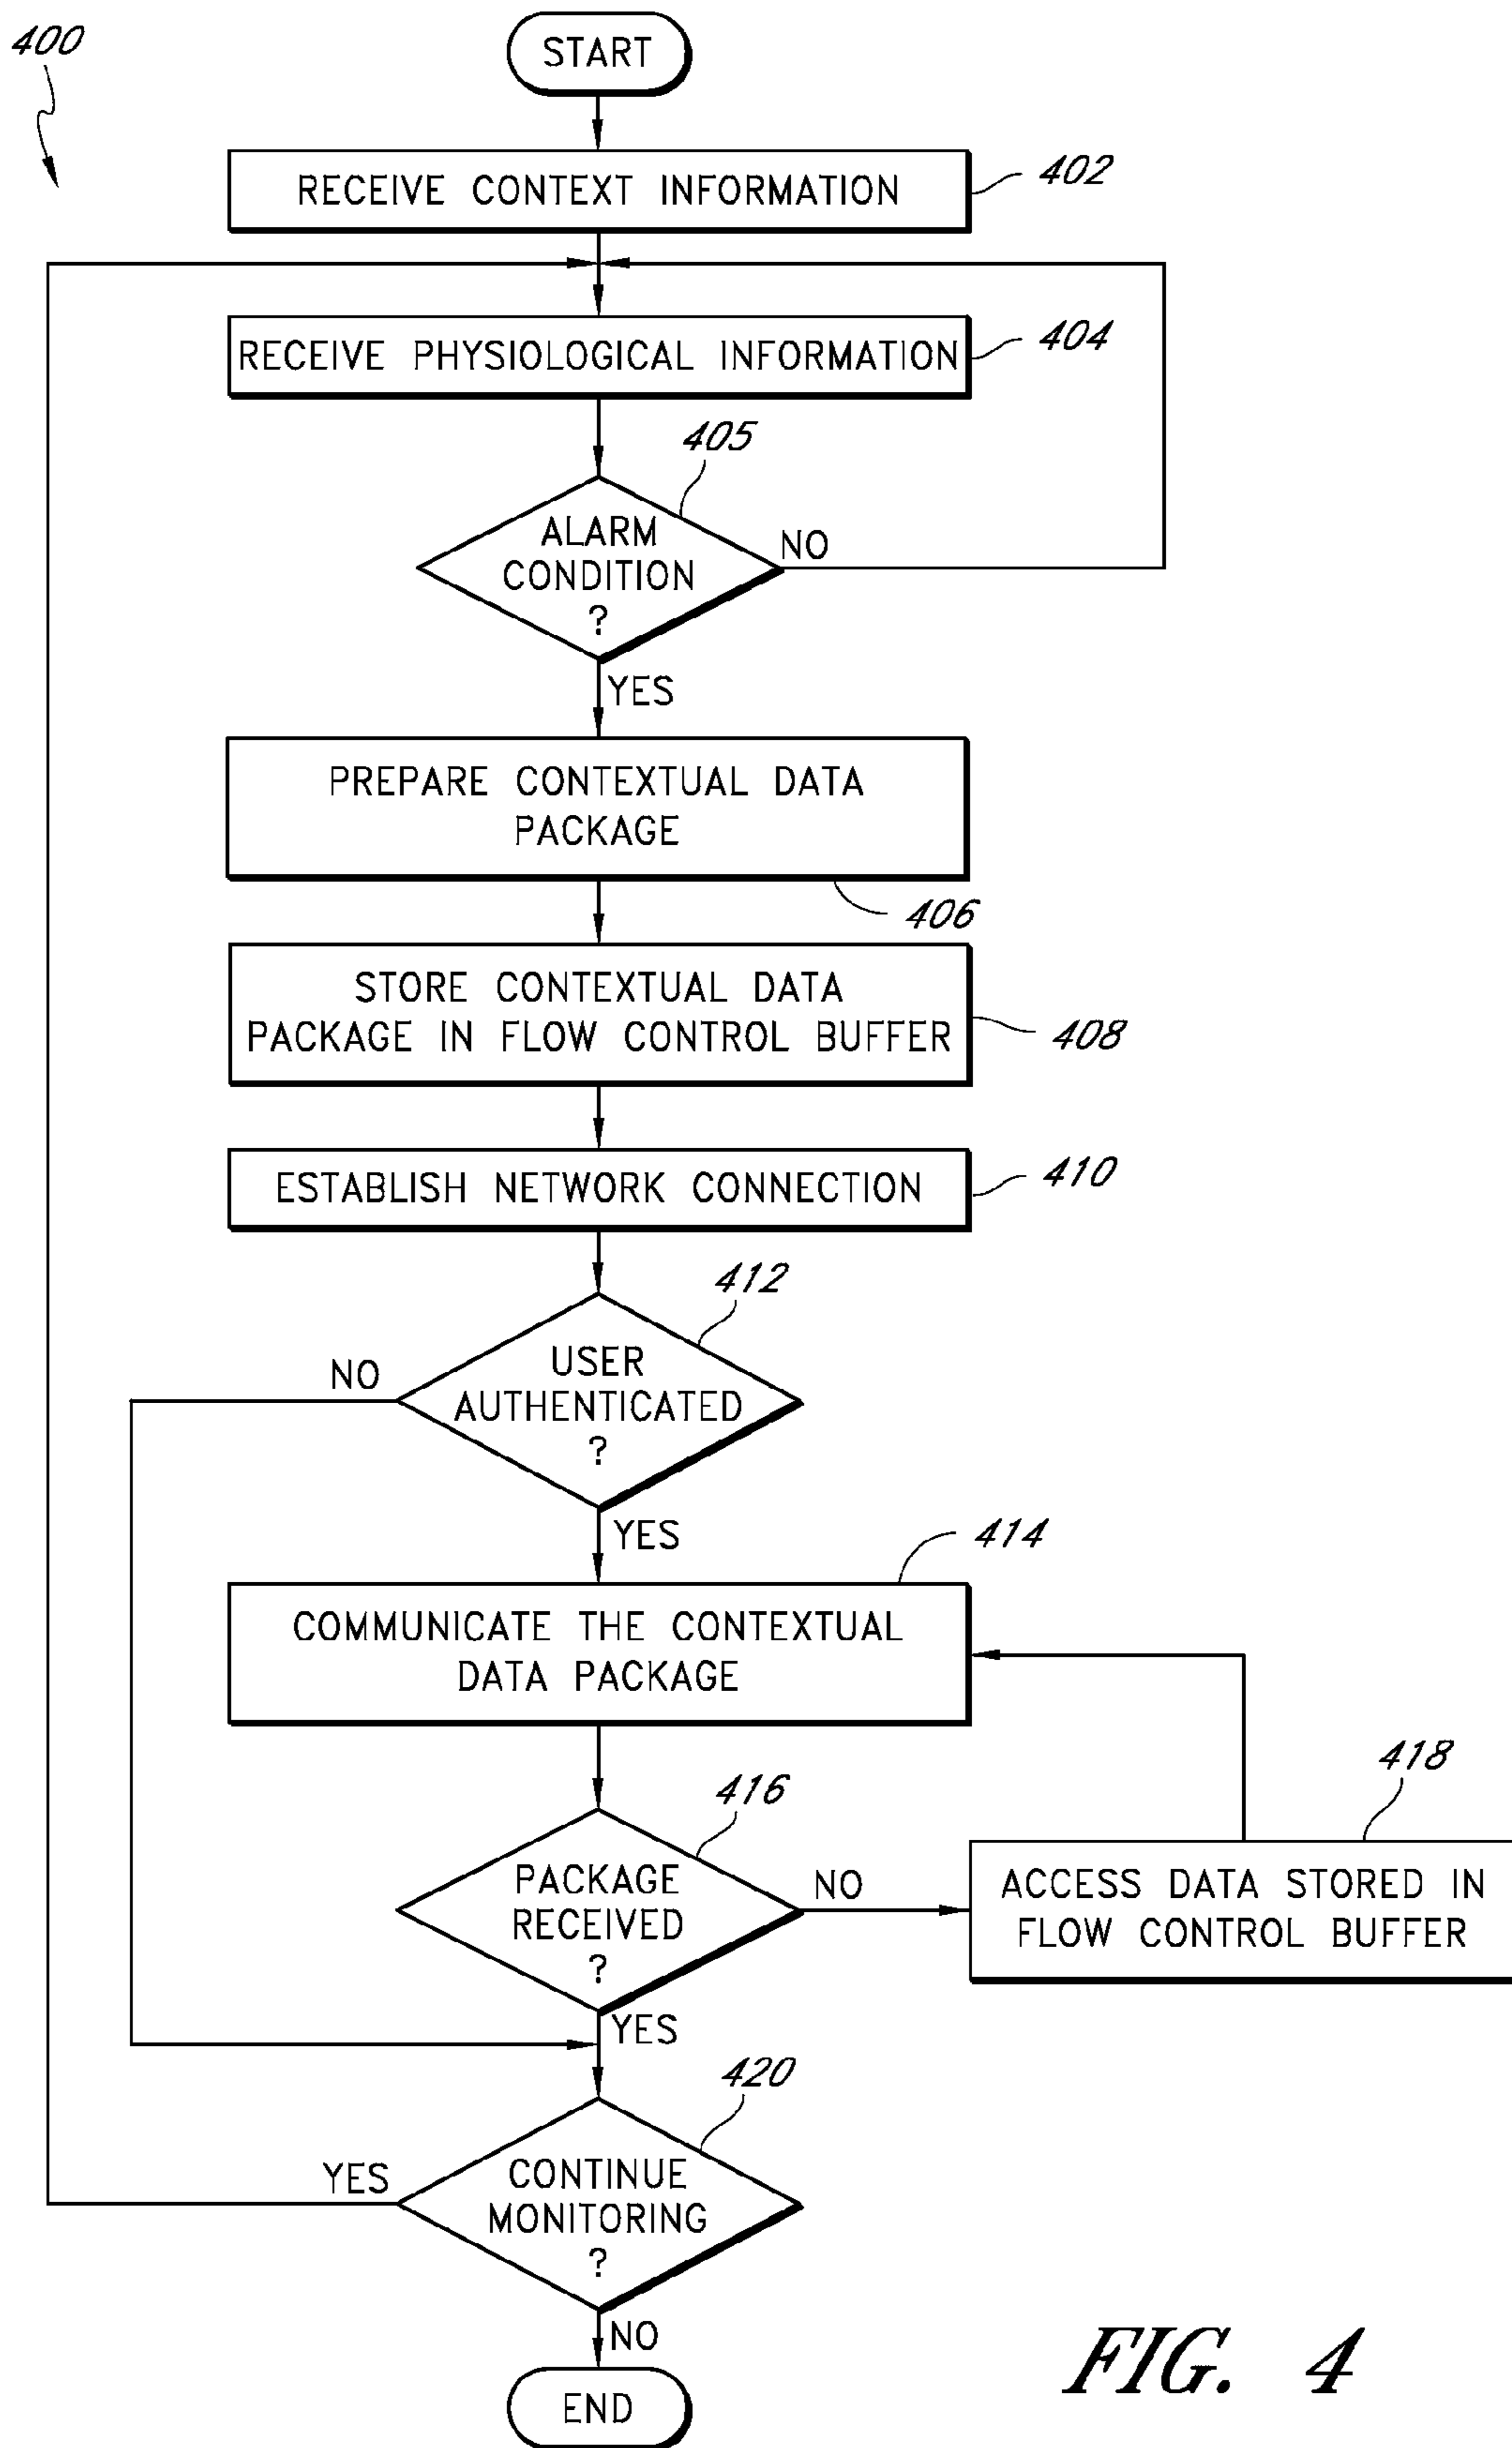 400
START
RECEIVE CONTEXT INFORMATION
402
RECEIVE PHYSIOLOGICAL INFORMATION
404
405
ALARM
CONDITION
?
NO
YES
PREPARE CONTEXTUAL DATA
PACKAGE
406
STORE CONTEXTUAL DATA
PACKAGE IN FLOW CONTROL BUFFER
408
ESTABLISH NETWORK CONNECTION
410
412
USER
AUTHENTICATED
?
NO
YES
414
COMMUNICATE THE CONTEXTUAL
DATA PACKAGE
416
PACKAGE
RECEIVED
?
NO
418
ACCESS DATA STORED IN
FLOW CONTROL BUFFER
YES
420
CONTINUE
MONITORING
?
YES
NO
END
FIG. 4